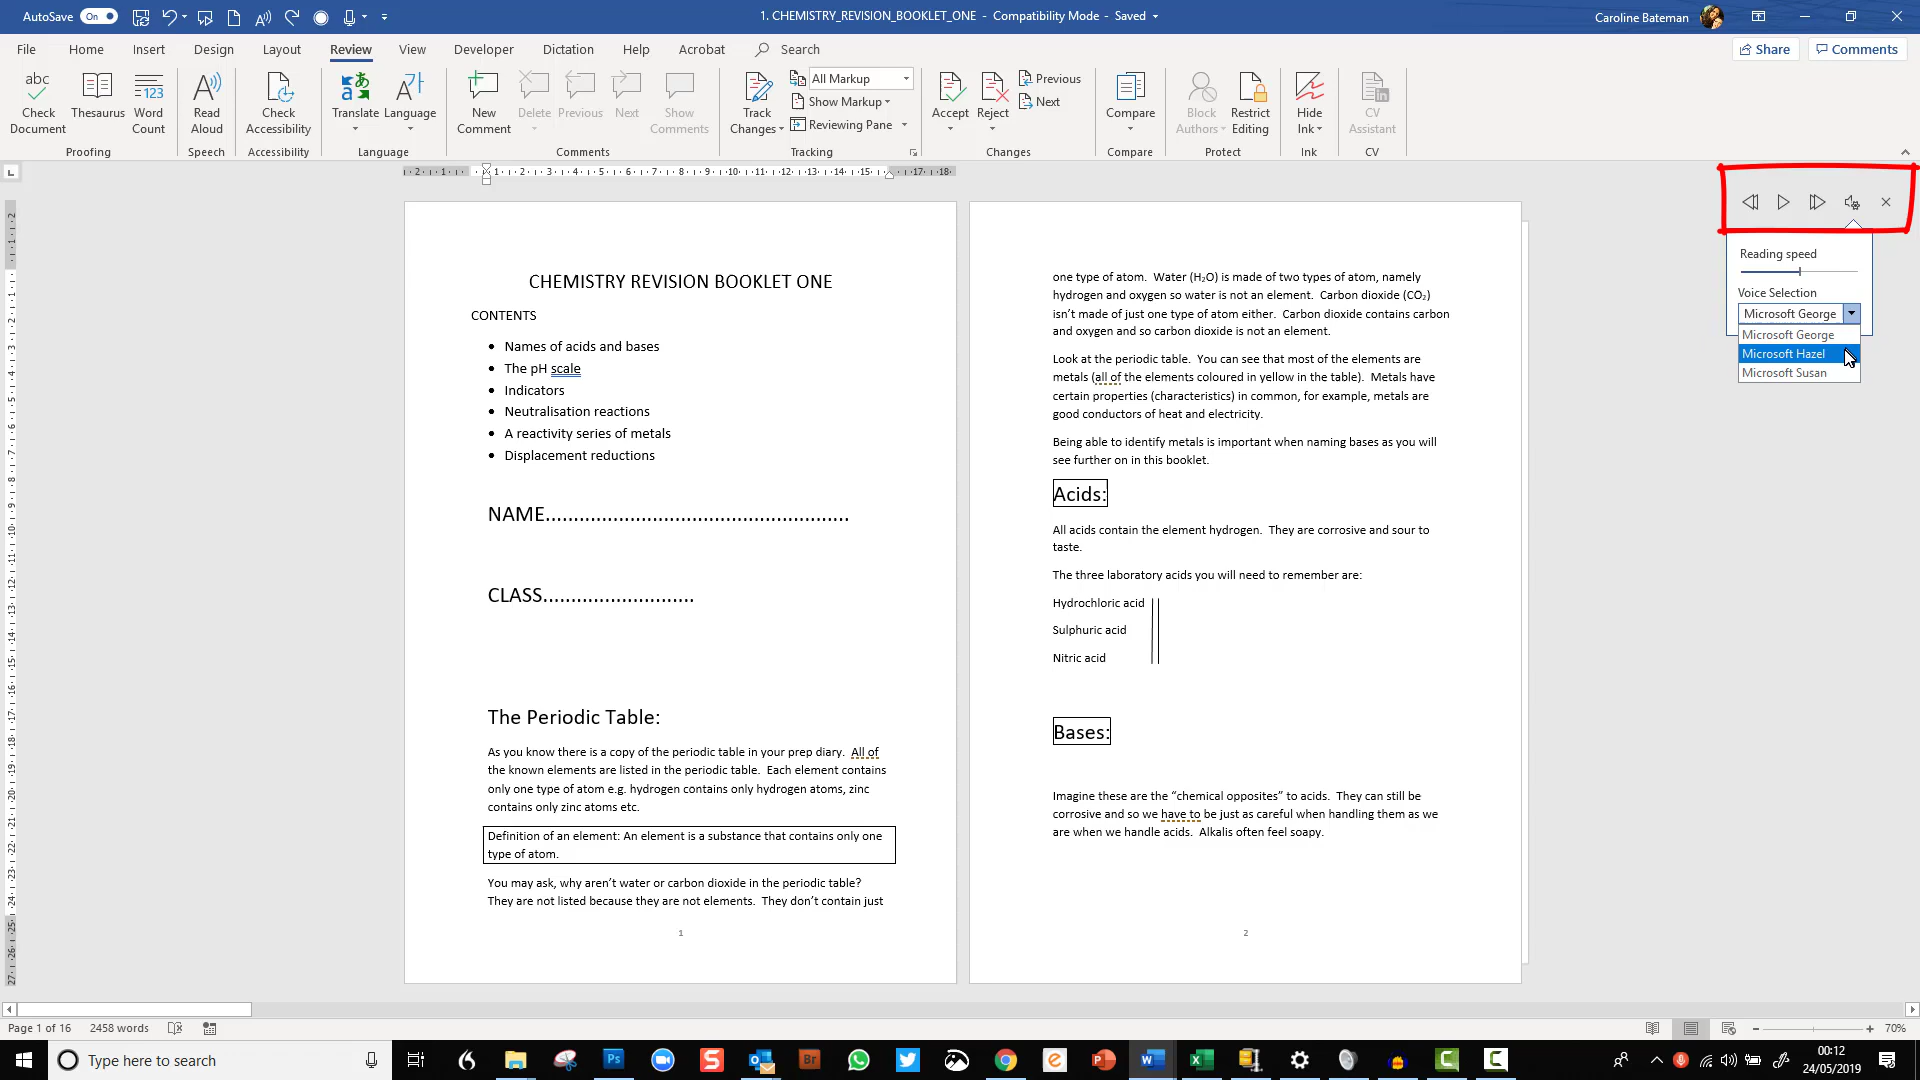 AutoSave On
1. CHEMISTRY_REVISION_BOOKLET_ONE - Compatibility Mode - Saved
Caroline Bateman
File Home Insert Design Layout Review View Developer Dictation Help Acrobat Search
Share Comments
abc
Check Document
Thesaurus
123
Word Count
Read Aloud
Check Accessibility
Translate
Language
New Comment
Delete
Previous
Next
Show Comments
Track Changes
All Markup
Show Markup
Reviewing Pane
Accept
Reject
Previous
Next
Compare
Block Authors
Restrict Editing
Hide Ink
CV Assistant
Proofing Speech Accessibility Language Comments Tracking Changes Compare Protect Ink CV
Reading speed
Voice Selection
Microsoft George
Microsoft George
Microsoft Hazel
Microsoft Susan
CHEMISTRY REVISION BOOKLET ONE
CONTENTS
• Names of acids and bases
• The pH scale
• Indicators
• Neutralisation reactions
• A reactivity series of metals
• Displacement reductions
NAME.....................................................
CLASS...........................
The Periodic Table:
As you know there is a copy of the periodic table in your prep diary. All of
the known elements are listed in the periodic table. Each element contains
only one type of atom e.g. hydrogen contains only hydrogen atoms, zinc
contains only zinc atoms etc.
Definition of an element: An element is a substance that contains only one
type of atom.
You may ask, why aren't water or carbon dioxide in the periodic table?
They are not listed because they are not elements. They don't contain just
1
one type of atom. Water (H₂O) is made of two types of atom, namely
hydrogen and oxygen so water is not an element. Carbon dioxide (CO₂)
isn't made of just one type of atom either. Carbon dioxide contains carbon
and oxygen and so carbon dioxide is not an element.
Look at the periodic table. You can see that most of the elements are
metals (all of the elements coloured in yellow in the table). Metals have
certain properties (characteristics) in common, for example, metals are
good conductors of heat and electricity.
Being able to identify metals is important when naming bases as you will
see further on in this booklet.
Acids:
All acids contain the element hydrogen. They are corrosive and sour to
taste.
The three laboratory acids you will need to remember are:
Hydrochloric acid
Sulphuric acid
Nitric acid
Bases:
Imagine these are the “chemical opposites” to acids. They can still be
corrosive and so we have to be just as careful when handling them as we
are when we handle acids. Alkalis often feel soapy.
2
Page 1 of 16 2458 words
70%
Type here to search
00:12
24/05/2019